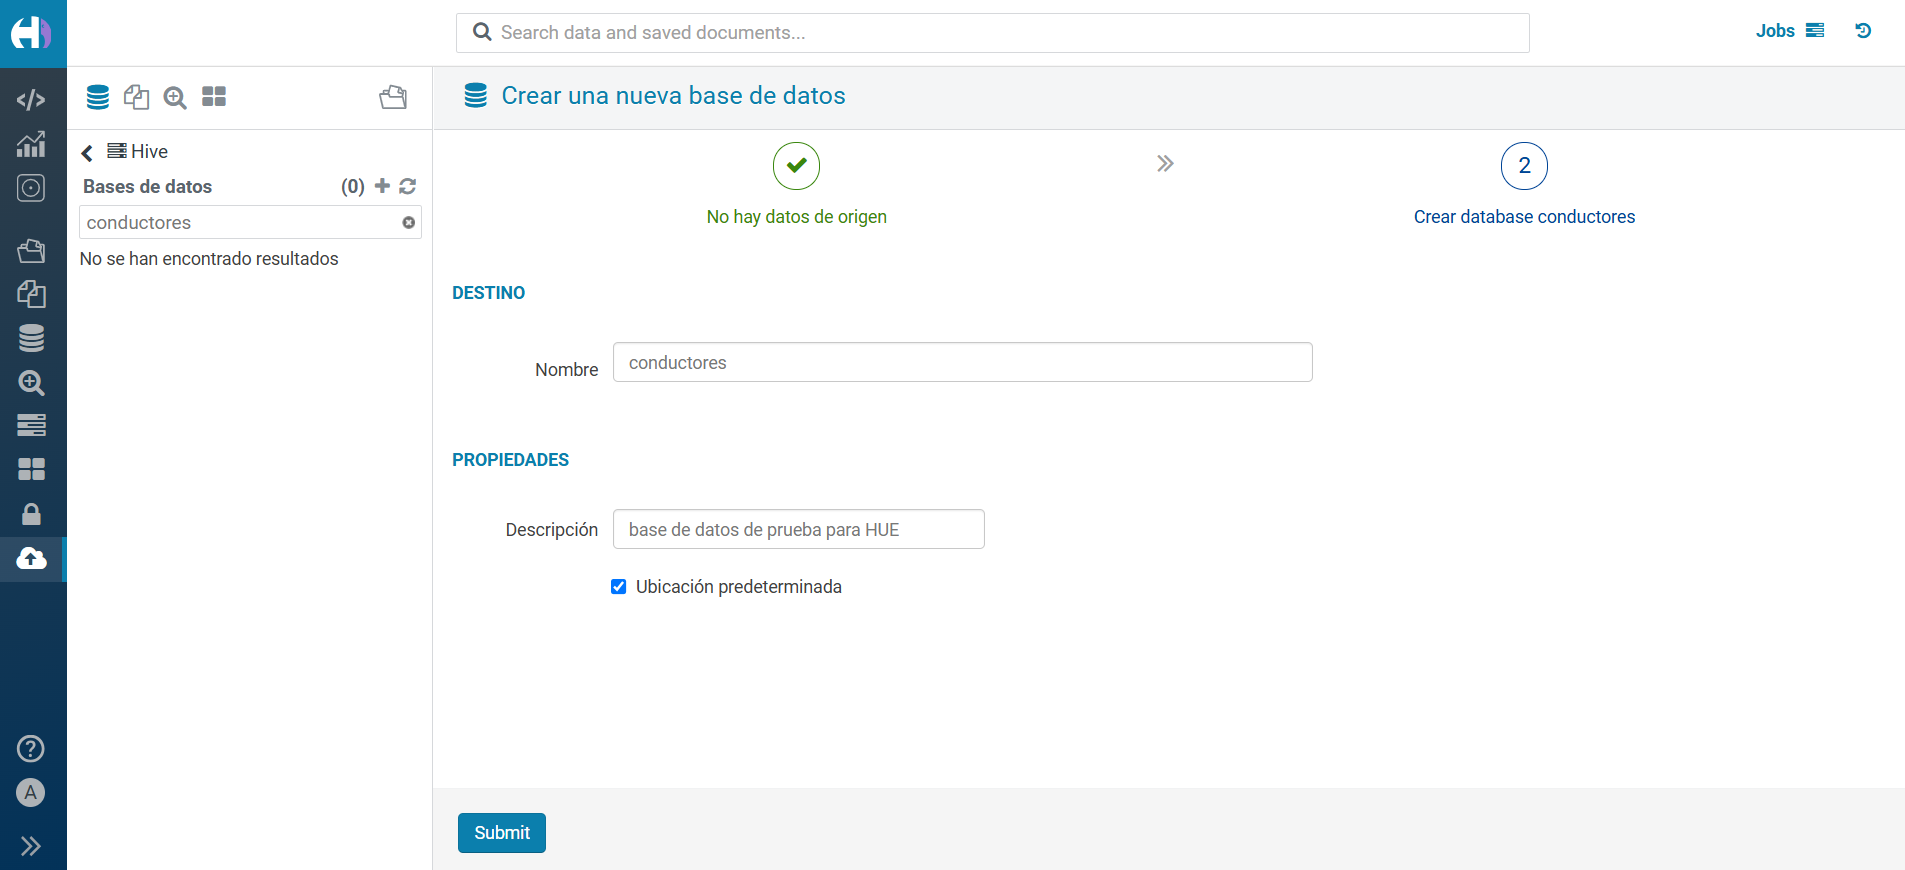 Search data and saved documents...
Jobs
Crear una nueva base de datos
Hive
Bases de datos (0)
conductores
No se han encontrado resultados
No hay datos de origen
2
Crear database conductores
DESTINO
Nombre conductores
PROPIEDADES
Descripción base de datos de prueba para HUE
Ubicación predeterminada
?
A
Submit